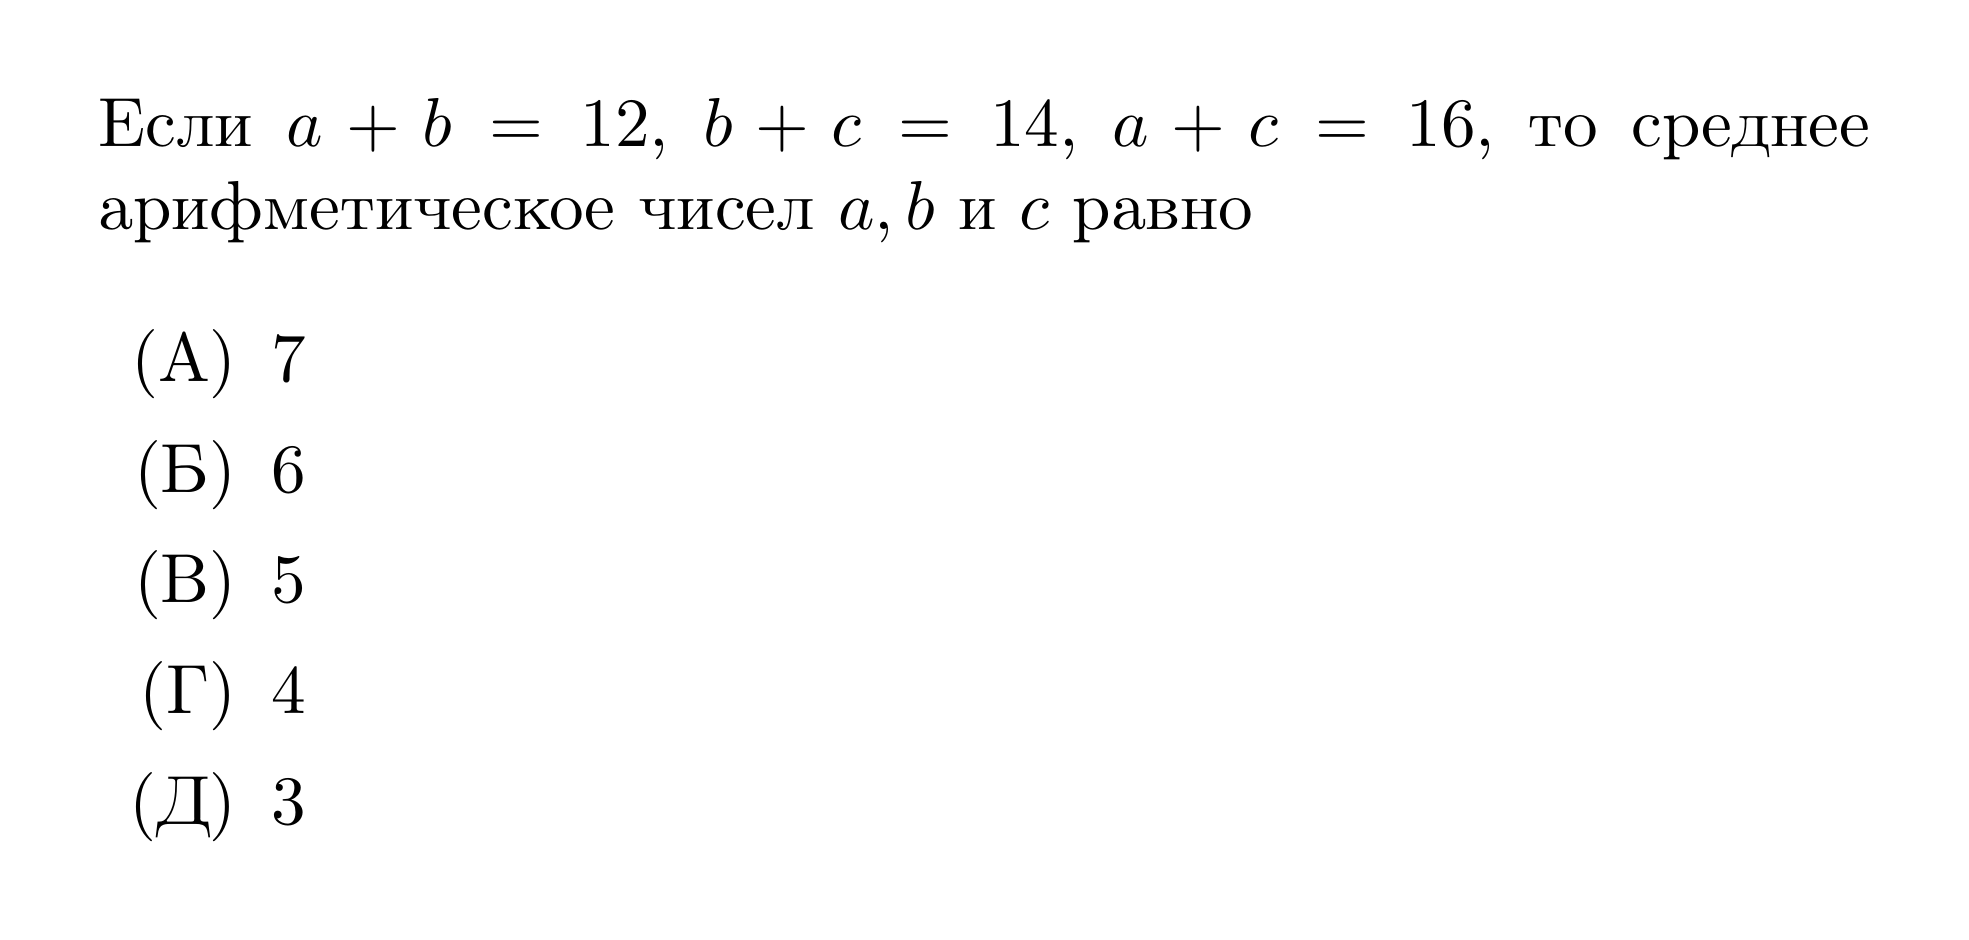 Если a + b = 12, b + c = 14, a + c = 16, то среднее
арифметическое чисел a, b и c равно
(А) 7
(Б) 6
(В) 5
(Г) 4
(Д) 3